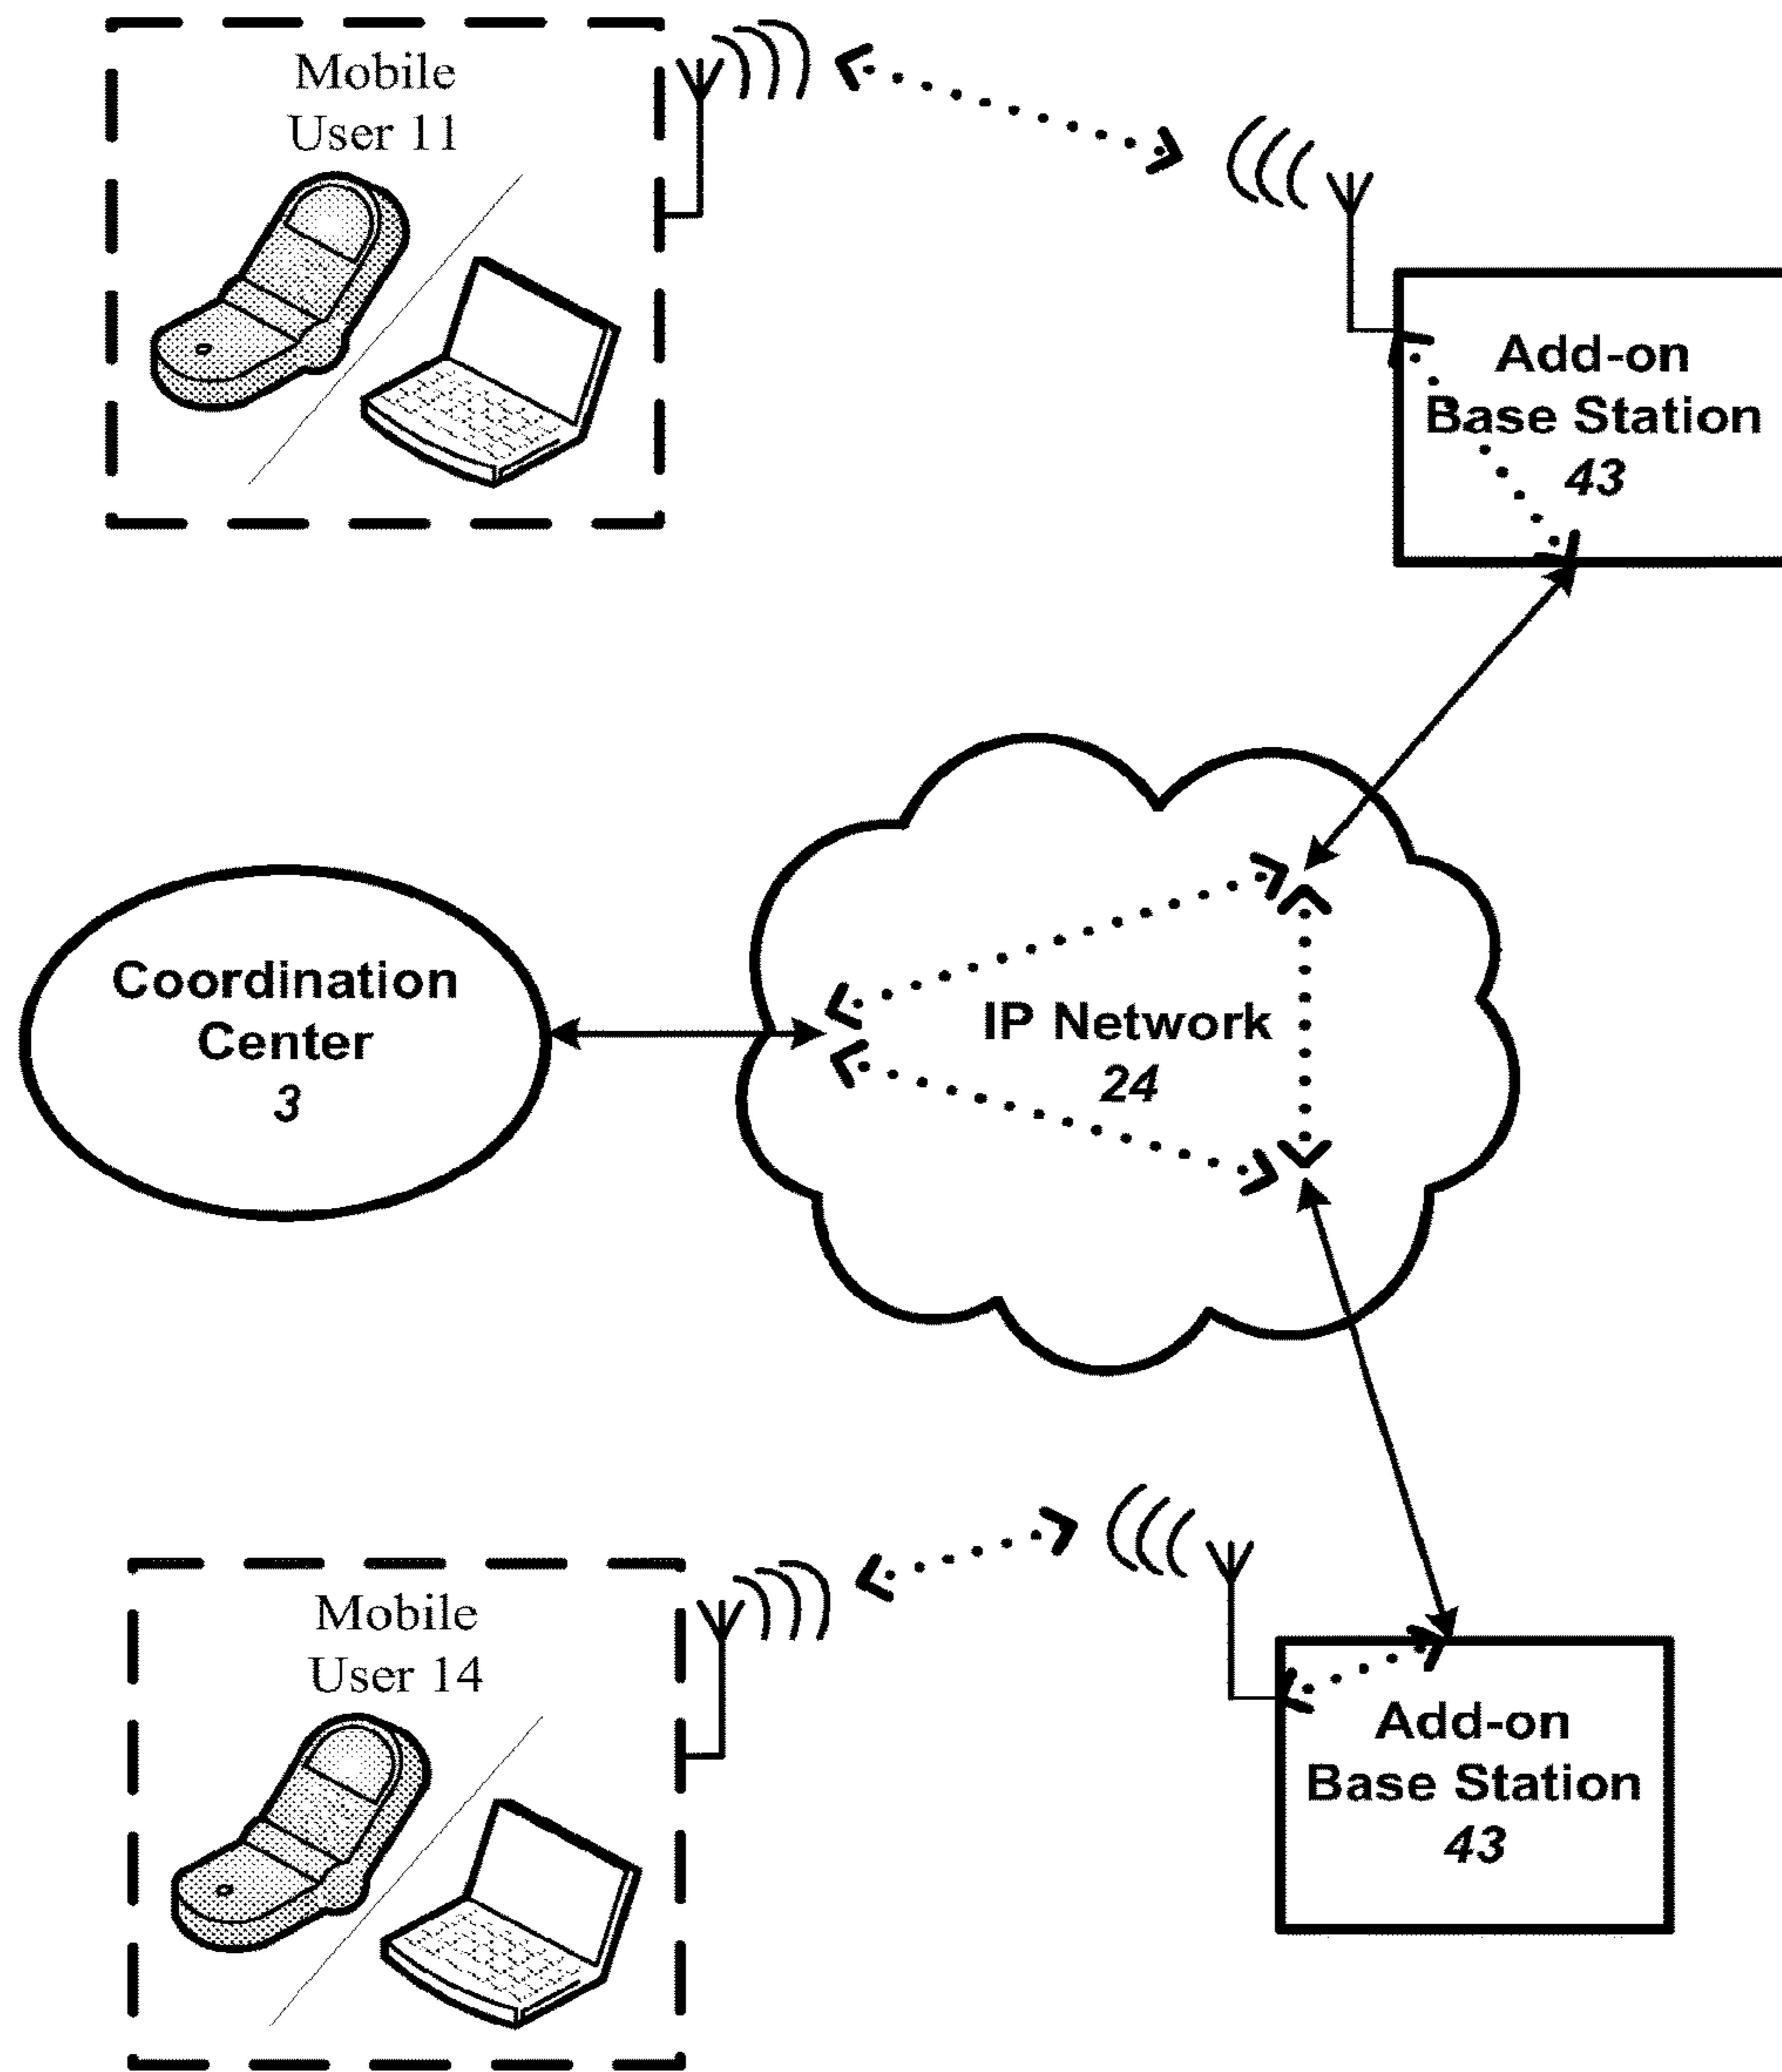 Mobile
User 11
Add-on
Base Station
43
Coordination
Center
3
IP Network
24
Mobile
User 14
Add-on
Base Station
43